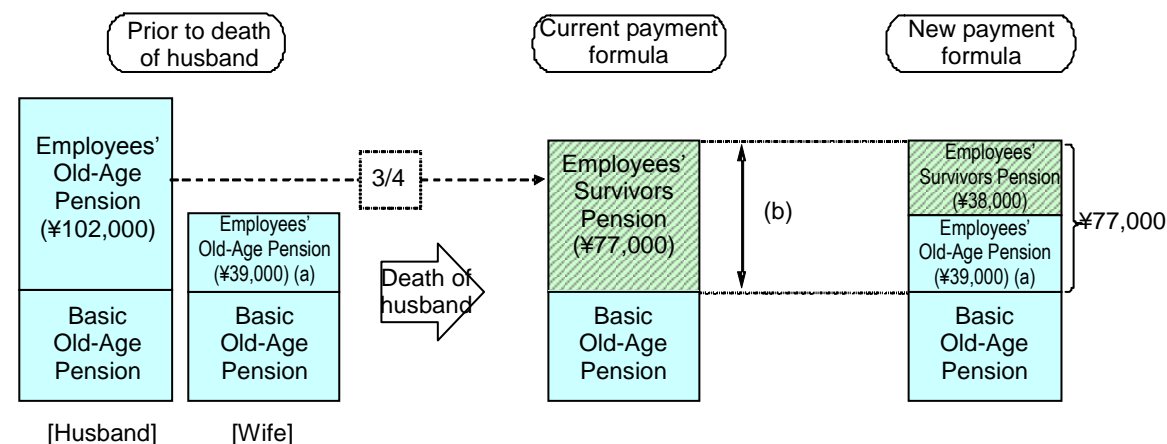 Prior to death
of husband
Current payment
formula
New payment
formula
Employees’
Old-Age
Pension
(¥102,000)
Basic
Old-Age
Pension
[Husband]
Employees’
Old-Age Pension
(¥39,000) (a)
Basic
Old-Age
Pension
[Wife]
3/4
Death of
husband
Employees’
Survivors
Pension
(¥77,000)
Basic
Old-Age
Pension
(b)
Employees’
Survivors Pension
(¥38,000)
Employees’
Old-Age Pension
(¥39,000) (a)
Basic
Old-Age
Pension
¥77,000